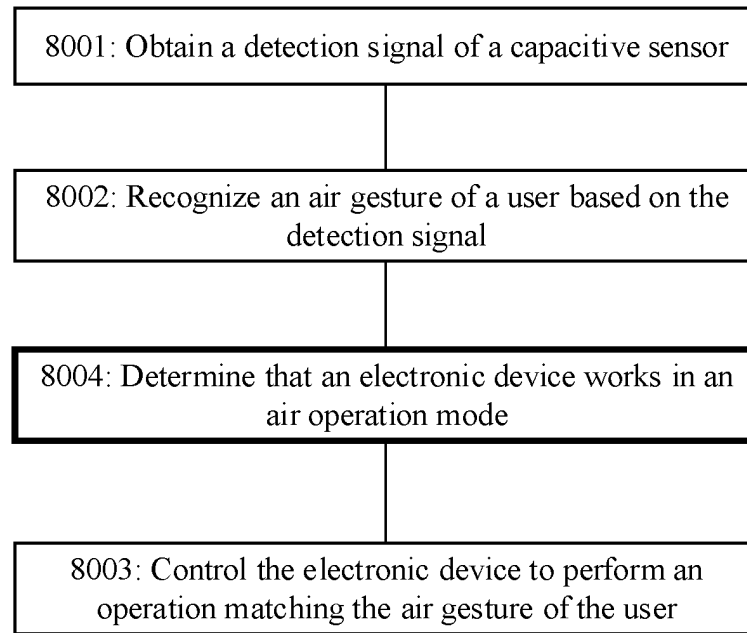 8001: Obtain a detection signal of a capacitive sensor
8002: Recognize an air gesture of a user based on the
detection signal
8004: Determine that an electronic device works in an
air operation mode
8003: Control the electronic device to perform an
operation matching the air gesture of the user